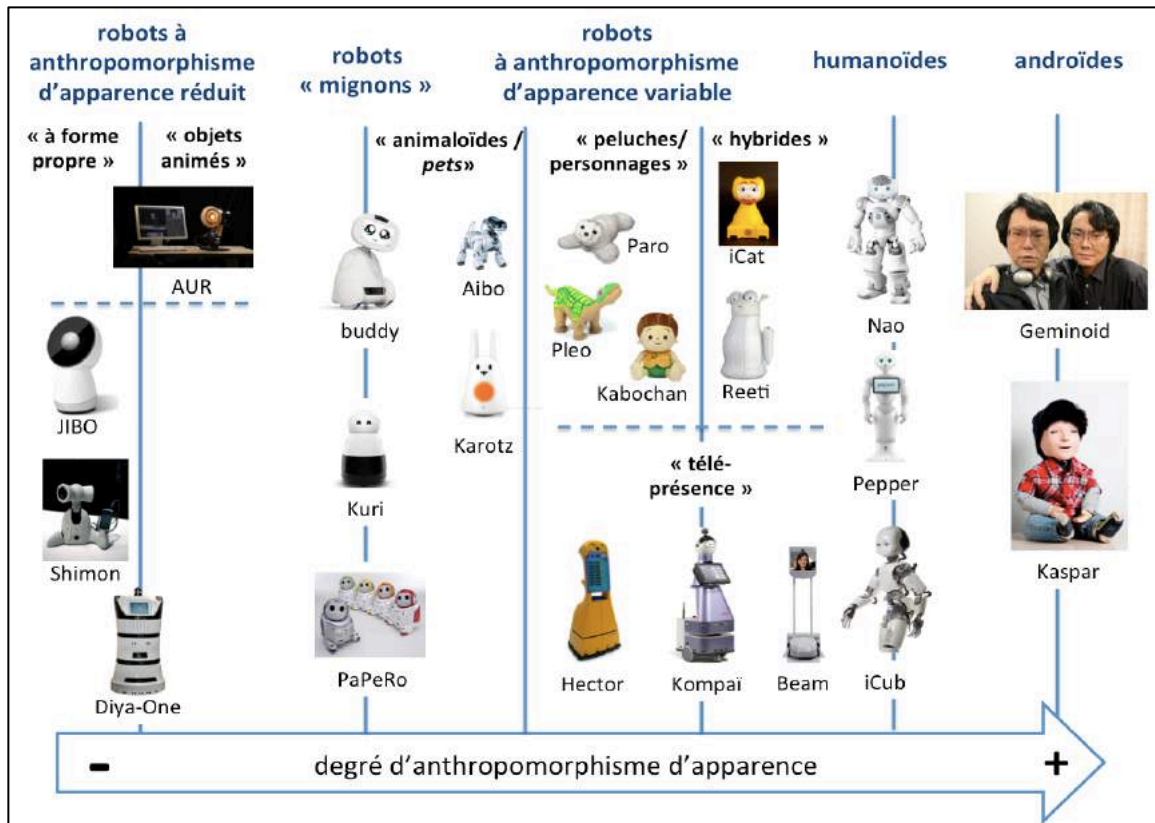 robots à
anthropomorphisme
d'apparence réduit
robots
« mignons »
robots
à anthropomorphisme
d'apparence variable
humanoïdes
androïdes
« à forme
propre »
« objets
animés »
« animaloïdes /
pets»
« peluches/
personnages »
« hybrides »
AUR
JIBO
Shimon
Diya-One
buddy
Kuri
PaPeRo
Aibo
Karotz
Paro
Pleo
Kabochan
iCat
Reeti
« télé-
présence »
Hector
Kompaï
Beam
Nao
Pepper
iCub
Geminoid
Kaspar
-
degré d'anthropomorphisme d'apparence
+